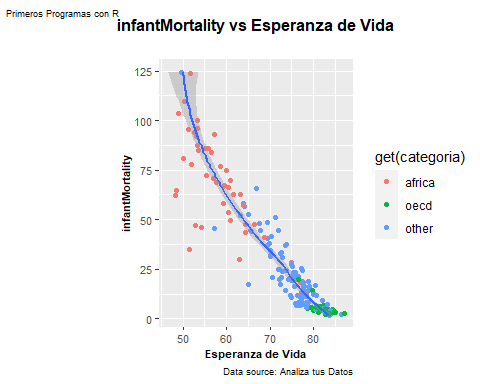 Primeros Programas con R
infantMortality vs Esperanza de Vida
infantMortality
125
100
75
50
25
0
50 60 70 80
Esperanza de Vida
get(categoria)
africa
oecd
other
Data source: Analiza tus Datos